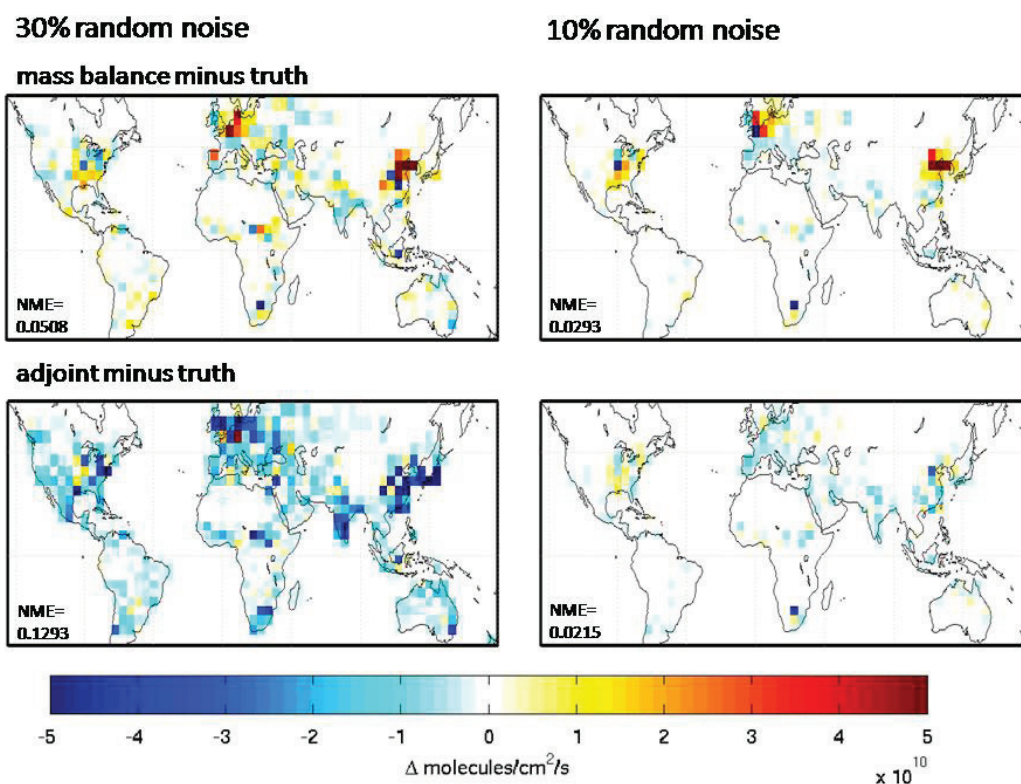 30% random noise
10% random noise
mass balance minus truth
NME=
0.0508
NME=
0.0293
adjoint minus truth
NME=
0.1293
NME=
0.0215
-5 -4 -3 -2 -1 0 1 2 3 4 5
Δ molecules/cm²/s
x 10¹⁰